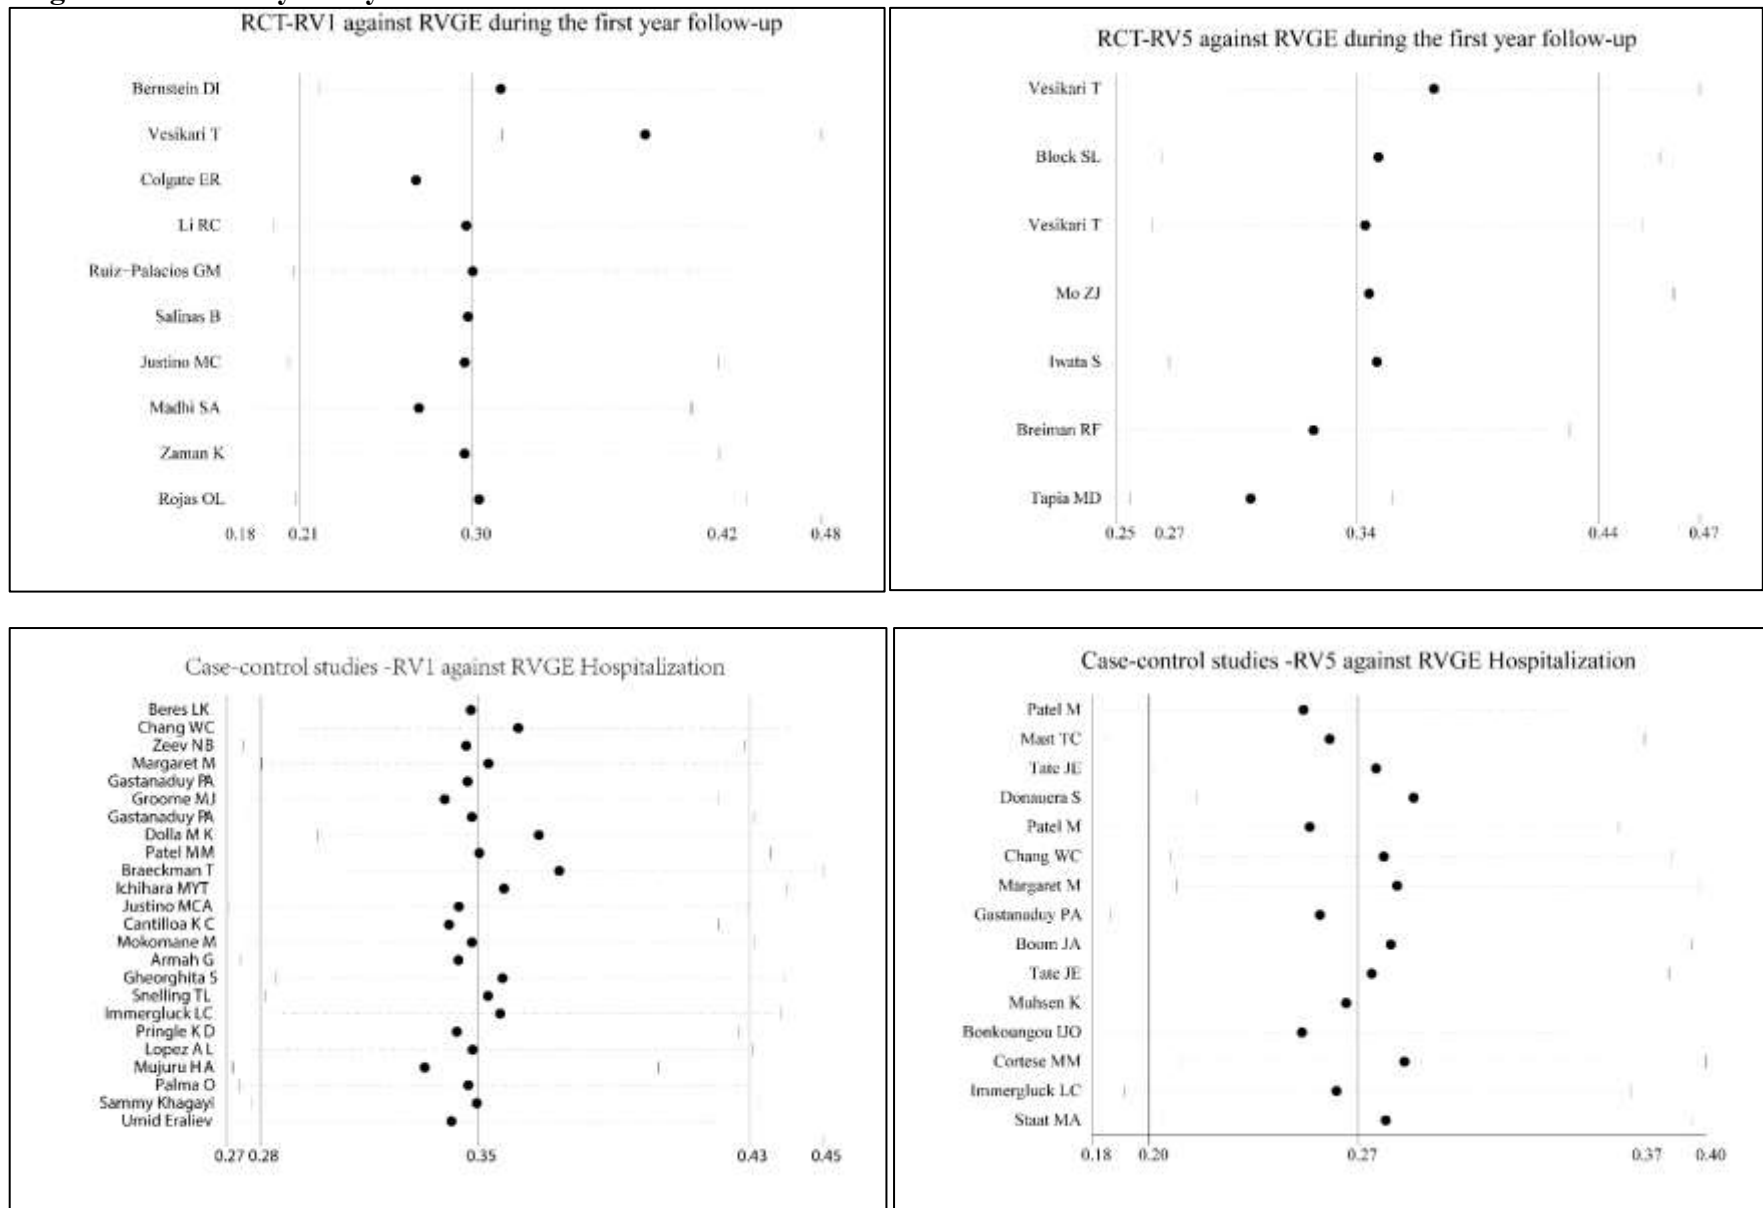 RCT-RV1 against RVGE during the first year follow-up
Bernstein DI
Vesikari T
Colgate ER
Li RC
Ruiz-Palacios GM
Salinas B
Justino MC
Madhi SA
Zaman K
Rojas OL
0.18 0.21 0.30 0.42 0.48
RCT-RV5 against RVGE during the first year follow-up
Vesikari T
Block SL
Vesikari T
Mo ZJ
Iwata S
Breiman RF
Tapia MD
0.25 0.27 0.34 0.44 0.47
Case-control studies -RV1 against RVGE Hospitalization
Beres LK
Chang WC
Zeev NB
Margaret M
Gastanaduy PA
Groome MJ
Gastanaduy PA
Dolla M K
Patel MM
Braeckman T
Ichihara MYT
Justino MCA
Cantilloa K C
Mokomane M
Armah G
Gheorghita S
Snelling TL
Immergluck LC
Pringle K D
Lopez A L
Mujuru H A
Palma O
Sammy Khagayi
Umid Eraliev
0.27 0.28 0.35 0.43 0.45
Case-control studies -RV5 against RVGE Hospitalization
Patel M
Mast TC
Tate JE
Donauera S
Patel M
Chang WC
Margaret M
Gastanaduy PA
Boom JA
Tate JE
Muhsen K
Bonkoungou IJO
Cortese MM
Immergluck LC
Staat MA
0.18 0.20 0.27 0.37 0.40